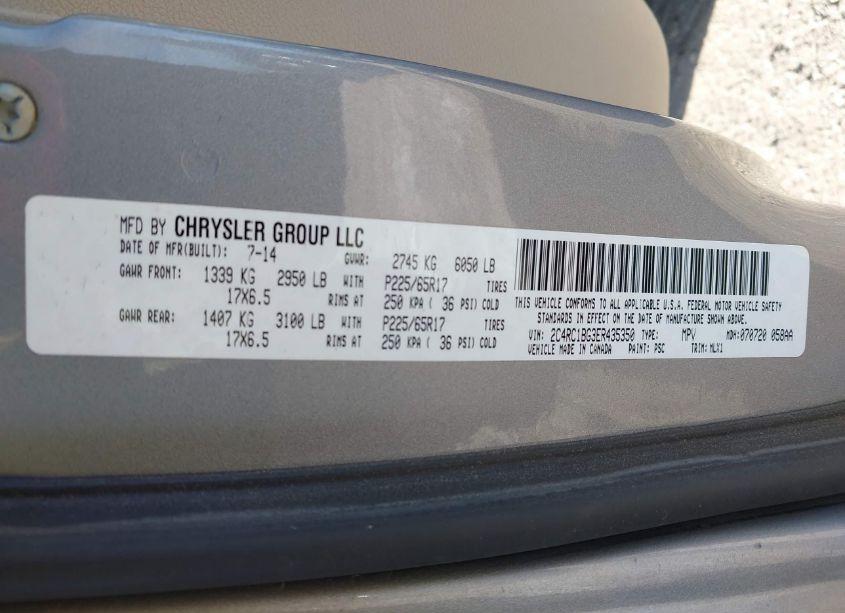 MFD BY CHRYSLER GROUP LLC
DATE OF MFR(BUILT): 7-14 GVWR: 2745 KG 6050 LB
GAWR FRONT: 1339 KG 2950 LB WITH P225/65R17 TIRES
17X6.5 RIMS AT 250 KPA ( 36 PSI) COLD
GAWR REAR: 1407 KG 3100 LB WITH P225/65R17 TIRES
17X6.5 RIMS AT 250 KPA ( 36 PSI) COLD
THIS VEHICLE CONFORMS TO ALL APPLICABLE U.S.A. FEDERAL MOTOR VEHICLE SAFETY
STANDARDS IN EFFECT ON THE DATE OF MANUFACTURE SHOWN ABOVE.
VIN: 2C4RC1BG3ER435350 TYPE: MPV MDH:070720 058AA
VEHICLE MADE IN CANADA PAINT: PSC TRIM: MLX1